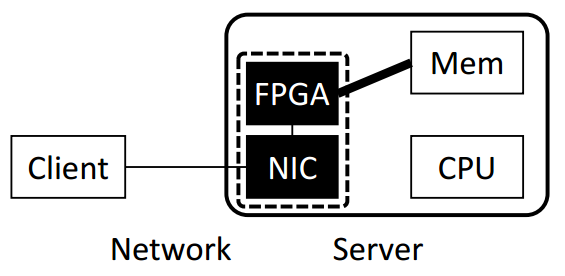 FPGA
Mem
Client
NIC
CPU
Network
Server